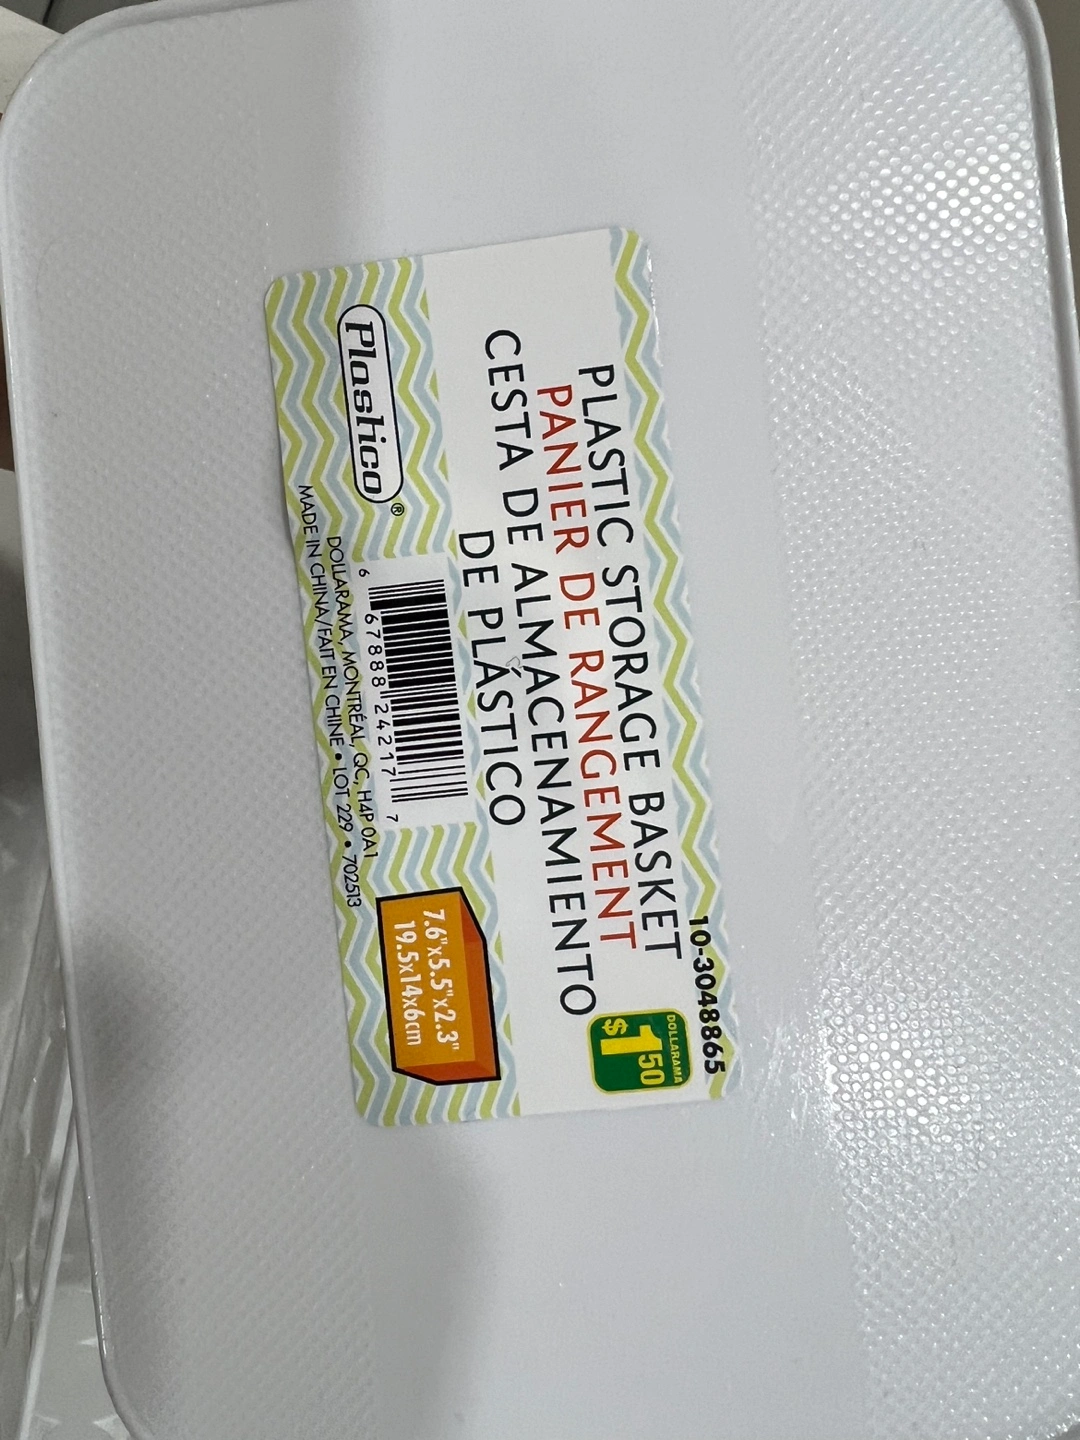 10-3048865
PLASTIC STORAGE BASKET
PANIER DE RANGEMENT
CESTA DE ALMACENAMIENTO
DE PLÁSTICO
DOLLARAMA
$1.50
Plastico®
6 67888 24217 7
DOLLARAMA, MONTRÉAL, QC, H4P 0A1
MADE IN CHINA/FAIT EN CHINE • LOT 229 • 702513
7.6"x5.5"x2.3"
19.5x14x6cm